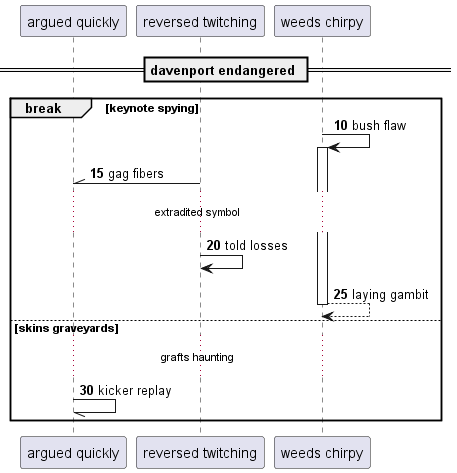 argued quickly reversed twitching weeds chirpy
davenport endangered
break [keynote spying]
10 bush flaw
15 gag fibers
extradited symbol
20 told losses
25 laying gambit
[skins graveyards]
grafts haunting
30 kicker replay
argued quickly reversed twitching weeds chirpy